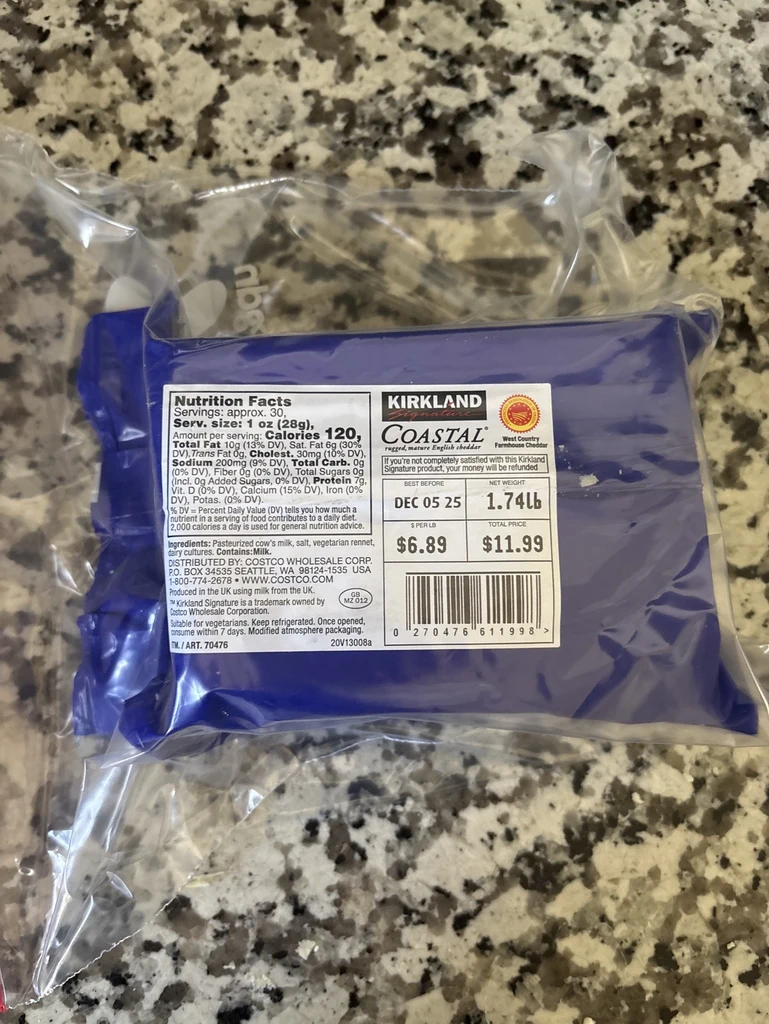 Nutrition Facts
Servings: approx. 30,
Serv. size: 1 oz (28g),
Amount per serving: Calories 120,
Total Fat 10g (13% DV), Sat. Fat 6g (30%
DV), Trans Fat 0g, Cholest. 30mg (10% DV),
Sodium 200mg (9% DV), Total Carb. 0g
(0% DV), Fiber 0g (0% DV), Total Sugars 0g
(Incl. 0g Added Sugars, 0% DV), Protein 7g,
Vit. D (0% DV), Calcium (15% DV), Iron (0%
DV), Potas. (0% DV).
% DV = Percent Daily Value (DV) tells you how much a
nutrient in a serving of food contributes to a daily diet.
2,000 calories a day is used for general nutrition advice.
Ingredients: Pasteurized cow's milk, salt, vegetarian rennet,
dairy cultures. Contains: Milk.
DISTRIBUTED BY: COSTCO WHOLESALE CORP.
P.O. BOX 34535 SEATTLE, WA 98124-1535 USA
1-800-774-2678 • WWW.COSTCO.COM
Produced in the UK using milk from the UK.
™ Kirkland Signature is a trademark owned by
Costco Wholesale Corporation.
GB
MZ 012
Suitable for vegetarians. Keep refrigerated. Once opened,
consume within 7 days. Modified atmosphere packaging.
ITM. / ART. 70476
20V13008a
KIRKLAND
Signature
COASTAL®
rugged, mature English cheddar
West Country
Farmhouse Cheddar
If you're not completely satisfied with this Kirkland
Signature product, your money will be refunded
BEST BEFORE
DEC 05 25
NET WEIGHT
1.74lb
$ PER LB
$6.89
TOTAL PRICE
$11.99
0 270476 611998 >